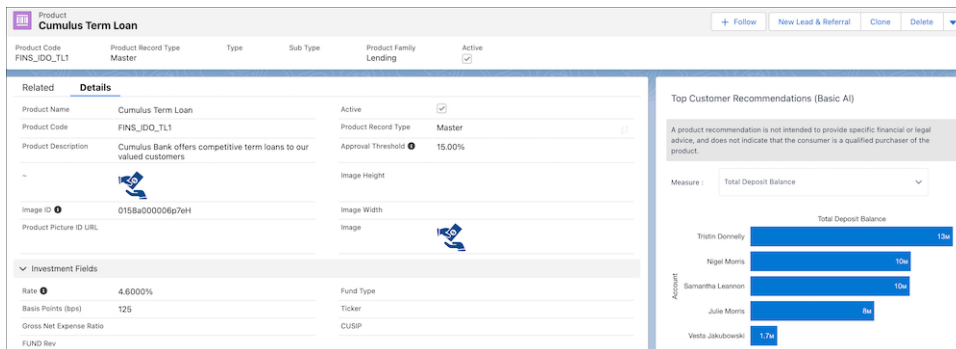 Product
Cumulus Term Loan
+ Follow New Lead & Referral Clone Delete
Product Code Product Record Type Type Sub Type Product Family Active
FINS_IDO_TL1 Master Lending
Related Details
Product Name Cumulus Term Loan Active
Product Code FINS_IDO_TL1 Product Record Type Master
Product Description Cumulus Bank offers competitive term loans to our Approval Threshold 15.00%
valued customers
~ Image Height
Image ID 0158a000006p7eH Image Width
Product Picture ID URL Image
Investment Fields
Rate 4.6000% Fund Type
Basis Points (bps) 125 Ticker
Gross Net Expense Ratio CUSIP
FUND Rev
Top Customer Recommendations (Basic AI)
A product recommendation is not intended to provide specific financial or legal
advice, and does not indicate that the consumer is a qualified purchaser of the
product.
Measure : Total Deposit Balance
Total Deposit Balance
Account
Tristin Donnelly 13M
Nigel Morris 10M
Samantha Leannon 10M
Julie Morris 8M
Vesta Jakubowski 1.7M